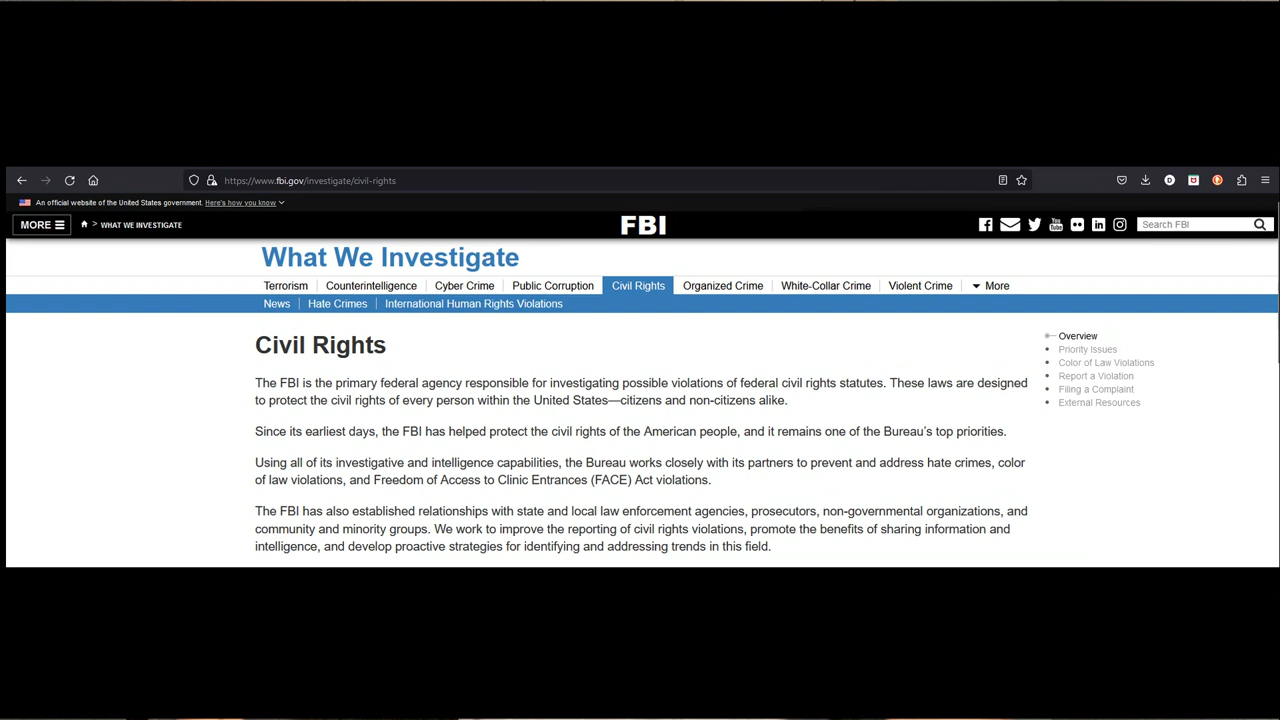 https://www.fbi.gov/investigate/civil-rights
An official website of the United States government. Here's how you know
MORE
> WHAT WE INVESTIGATE
FBI
You Tube
Search FBI
What We Investigate
Terrorism Counterintelligence Cyber Crime Public Corruption Civil Rights Organized Crime White-Collar Crime Violent Crime More
News Hate Crimes International Human Rights Violations
Civil Rights
The FBI is the primary federal agency responsible for investigating possible violations of federal civil rights statutes. These laws are designed
to protect the civil rights of every person within the United States—citizens and non-citizens alike.
Since its earliest days, the FBI has helped protect the civil rights of the American people, and it remains one of the Bureau's top priorities.
Using all of its investigative and intelligence capabilities, the Bureau works closely with its partners to prevent and address hate crimes, color
of law violations, and Freedom of Access to Clinic Entrances (FACE) Act violations.
The FBI has also established relationships with state and local law enforcement agencies, prosecutors, non-governmental organizations, and
community and minority groups. We work to improve the reporting of civil rights violations, promote the benefits of sharing information and
intelligence, and develop proactive strategies for identifying and addressing trends in this field.
Overview
Priority Issues
Color of Law Violations
Report a Violation
Filing a Complaint
External Resources